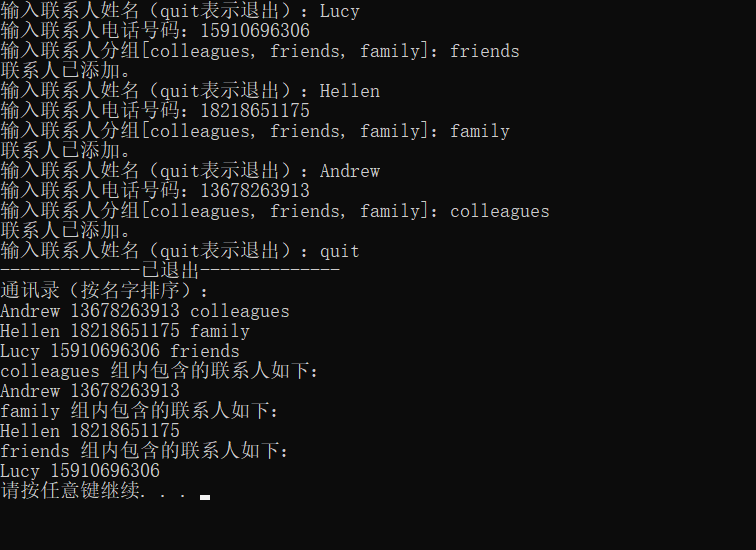 输入联系人姓名（quit表示退出）：Lucy
输入联系人电话号码：15910696306
输入联系人分组[colleagues, friends, family]：friends
联系人已添加。
输入联系人姓名（quit表示退出）：Hellen
输入联系人电话号码：18218651175
输入联系人分组[colleagues, friends, family]：family
联系人已添加。
输入联系人姓名（quit表示退出）：Andrew
输入联系人电话号码：13678263913
输入联系人分组[colleagues, friends, family]：colleagues
联系人已添加。
输入联系人姓名（quit表示退出）：quit
--------------已退出--------------
通讯录（按名字排序）：
Andrew 13678263913 colleagues
Hellen 18218651175 family
Lucy 15910696306 friends
colleagues 组内包含的联系人如下：
Andrew 13678263913
family 组内包含的联系人如下：
Hellen 18218651175
friends 组内包含的联系人如下：
Lucy 15910696306
请按任意键继续. . .